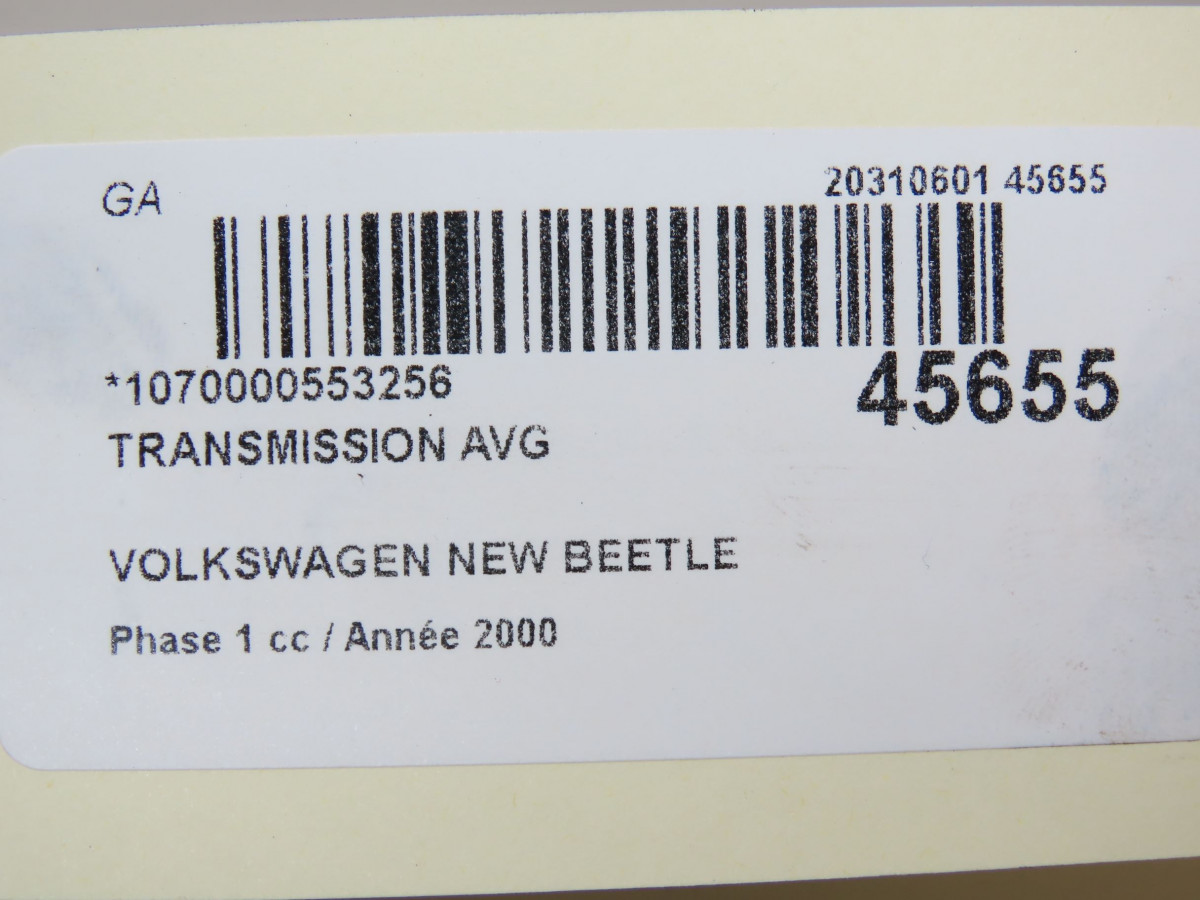 GA
20310601 45655
*1070000553256
45655
TRANSMISSION AVG
VOLKSWAGEN NEW BEETLE
Phase 1 cc / Année 2000